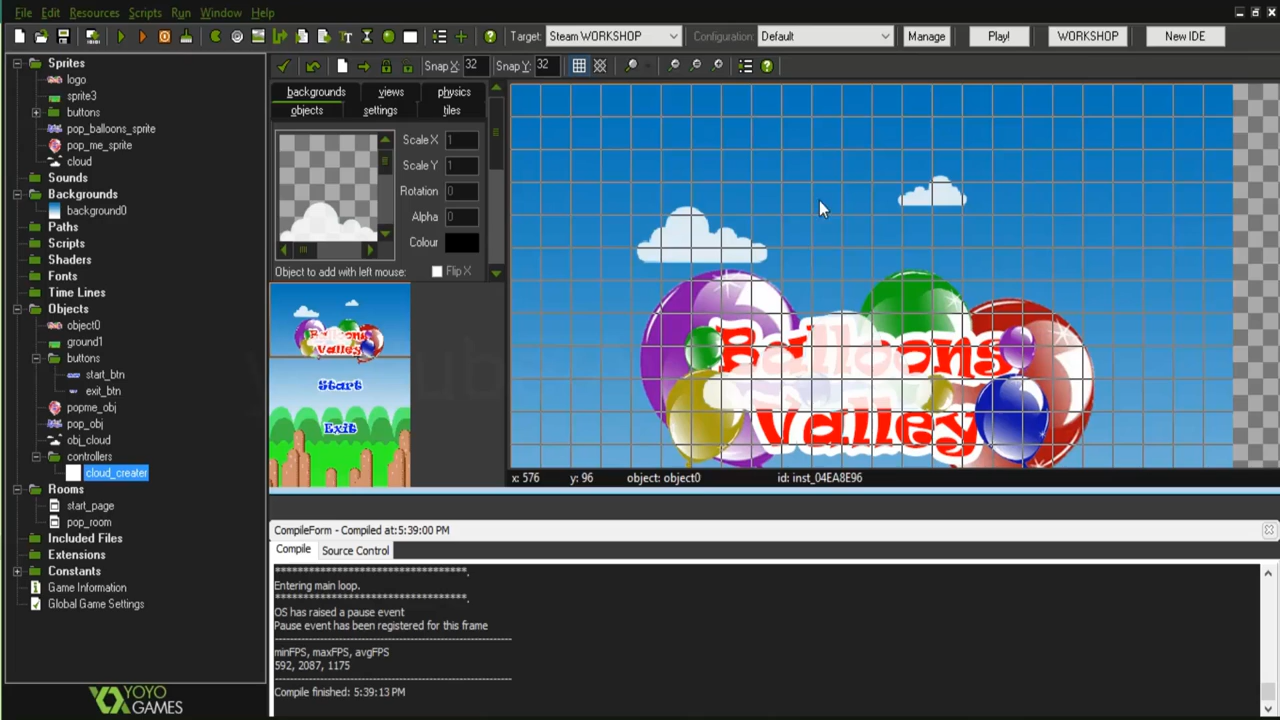 File Edit Resources Scripts Run Window Help
Target: Steam WORKSHOP Configuration: Default Manage Play! WORKSHOP New IDE
Snap X: 32 Snap Y: 32
Sprites
logo
sprite3
buttons
pop_balloons_sprite
pop_me_sprite
cloud
Sounds
Backgrounds
background0
Paths
Scripts
Shaders
Fonts
Time Lines
Objects
object0
ground1
buttons
start_btn
exit_btn
popme_obj
pop_obj
obj_cloud
controllers
cloud_creater
Rooms
start_page
pop_room
Included Files
Extensions
Constants
Game Information
Global Game Settings
YOYO
GAMES
backgrounds views physics
objects settings tiles
Scale X 1
Scale Y 1
Rotation 0
Alpha 0
Colour
Object to add with left mouse: Flip X
Balloons
Valley
Start
Exit
Balloons
Valley
x: 576 y: 96 object: object0 id: inst_04EA8E96
CompileForm - Compiled at:5:39:00 PM
Compile Source Control
**********************************.
Entering main loop.
**********************************.
OS has raised a pause event
Pause event has been registered for this frame
minFPS, maxFPS, avgFPS
592, 2087, 1175
Compile finished: 5:39:13 PM